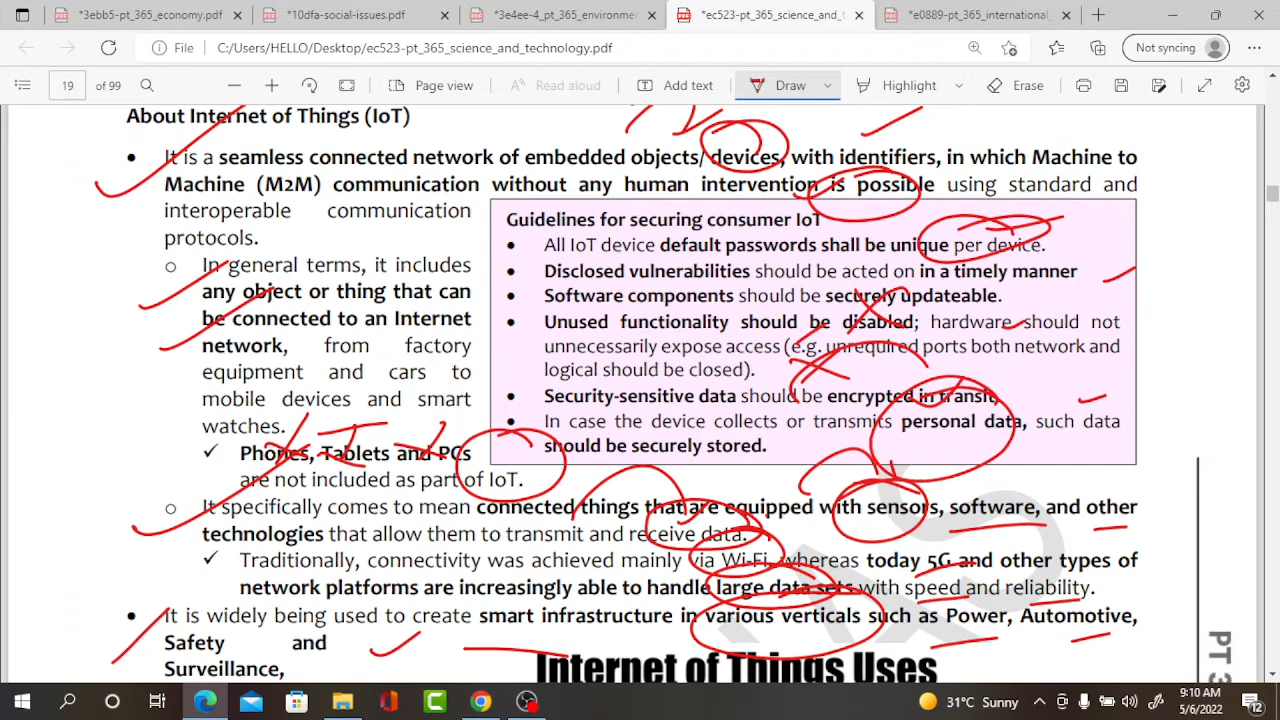 *3ebb5-pt_365_economy.pdf
*10dfa-social-issues.pdf
*3e4ee-4_pt_365_environme
*ec523-pt_365_science_and_t
*e0889-pt_365_international_
File
C:/Users/HELLO/Desktop/ec523-pt_365_science_and_technology.pdf
Not syncing
19 of 99
Page view
Read aloud
Add text
Draw
Highlight
Erase
About Internet of Things (IoT)
• It is a seamless connected network of embedded objects/ devices, with identifiers, in which Machine to
Machine (M2M) communication without any human intervention is possible using standard and
interoperable communication
protocols.
o In general terms, it includes
any object or thing that can
be connected to an Internet
network, from factory
equipment and cars to
mobile devices and smart
watches.
✓ Phones, Tablets and PCs
are not included as part of IoT.
Guidelines for securing consumer IoT
• All IoT device default passwords shall be unique per device.
• Disclosed vulnerabilities should be acted on in a timely manner
• Software components should be securely updateable.
• Unused functionality should be disabled; hardware should not
unnecessarily expose access (e.g. unrequired ports both network and
logical should be closed).
• Security-sensitive data should be encrypted in transit,
• In case the device collects or transmits personal data, such data
should be securely stored.
o It specifically comes to mean connected things that are equipped with sensors, software, and other
technologies that allow them to transmit and receive data.
✓ Traditionally, connectivity was achieved mainly via Wi-Fi, whereas today 5G and other types of
network platforms are increasingly able to handle large data sets with speed and reliability.
• It is widely being used to create smart infrastructure in various verticals such as Power, Automotive,
Safety and
Surveillance,
Internet of Things Uses
PT 3
31°C Sunny
9:10 AM
5/6/2022
12